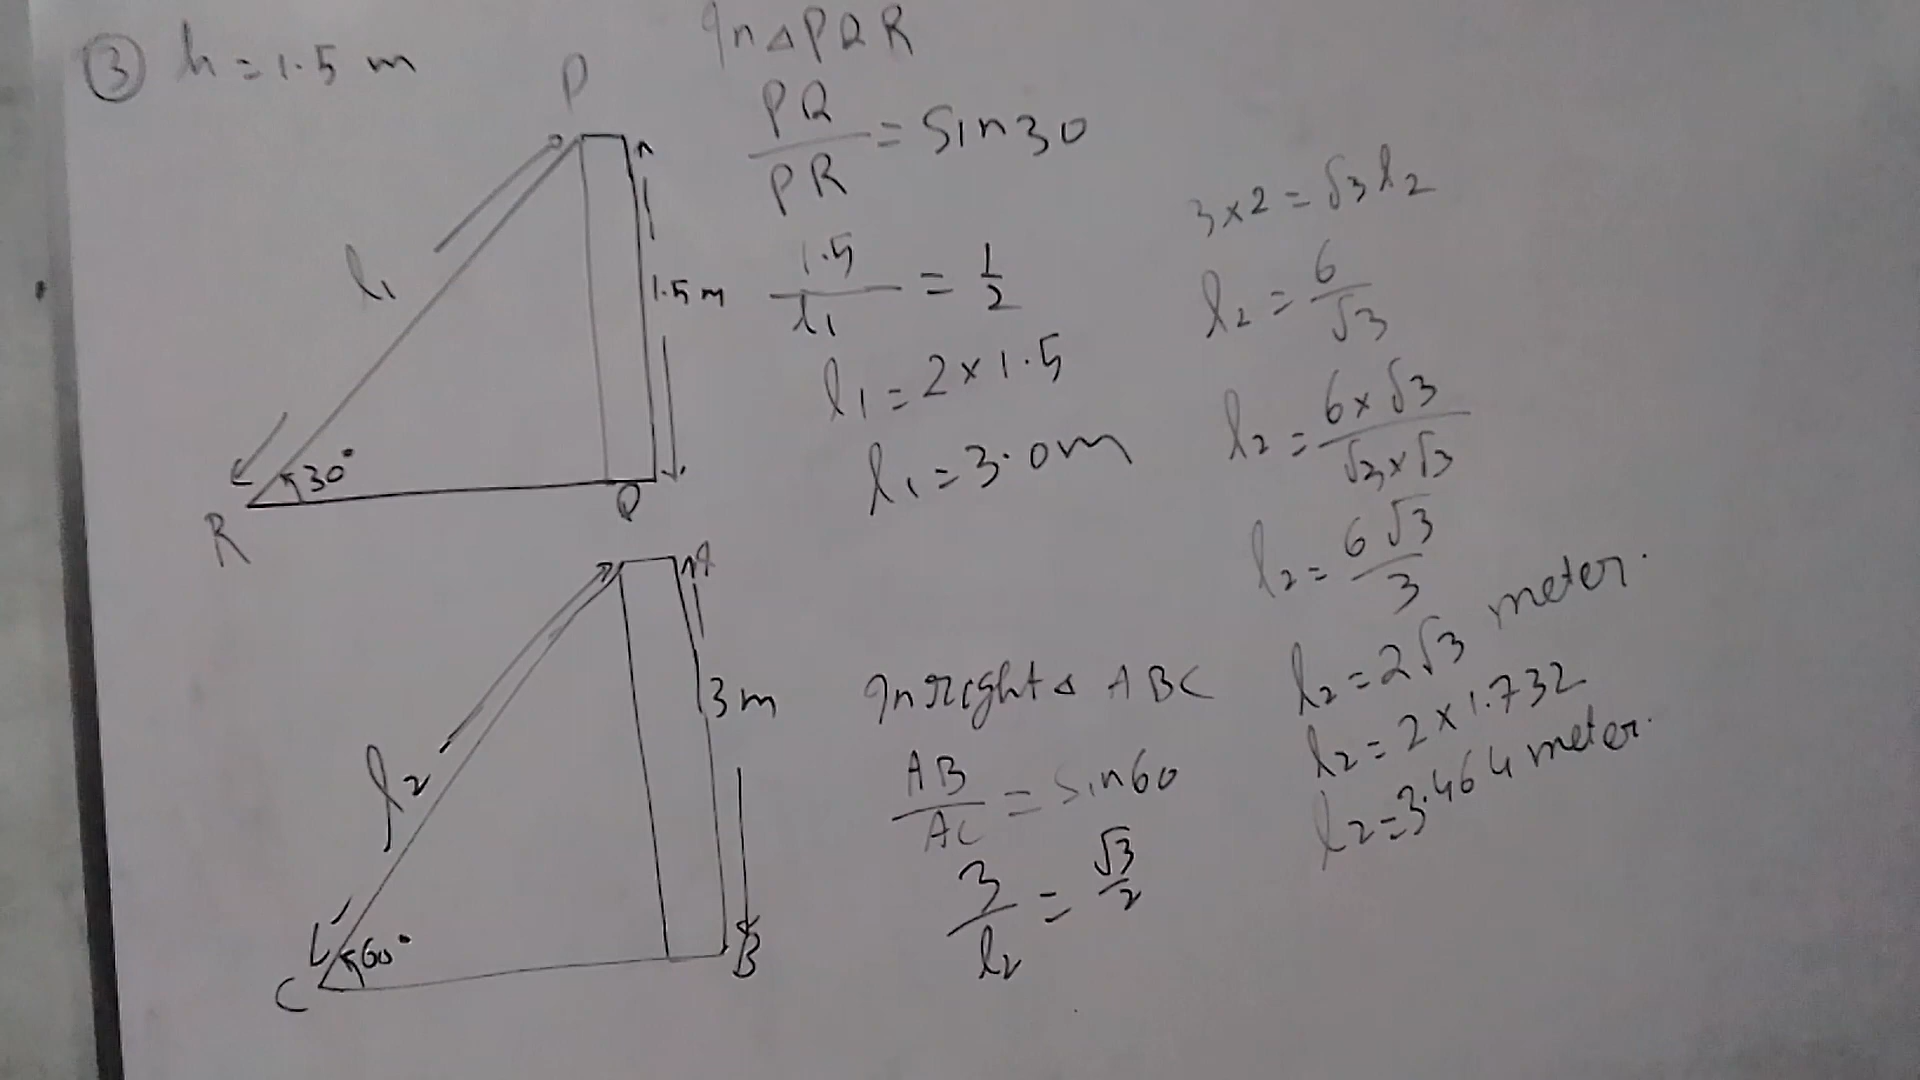 ③ h = 1.5 m
P
l₁
1.5 m
30°
R
Q
In △PQR
PQ/PR = Sin30
1.5/l₁ = 1/2
l₁ = 2 × 1.5
l₁ = 3.0m
A
l₂
3 m
60°
C
B
In right △ ABC
AB/AC = Sin60
3/l₂ = √3/2
3×2 = √3 l₂
l₂ = 6/√3
l₂ = 6×√3/√3×√3
l₂ = 6√3/3
l₂ = 2√3 meter.
l₂ = 2 × 1.732
l₂ = 3.464 meter.